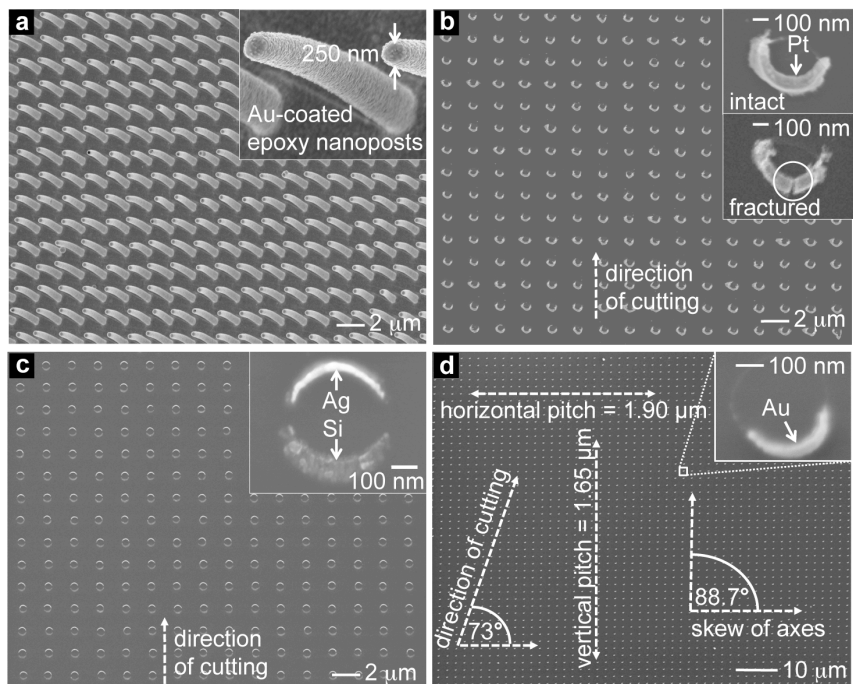 a
250 nm
Au-coated
epoxy nanoposts
2 μm
b
100 nm
Pt
intact
100 nm
fractured
direction
of cutting
2 μm
c
Ag
Si
100 nm
direction
of cutting
2 μm
d
100 nm
Au
horizontal pitch = 1.90 μm
vertical pitch = 1.65 μm
direction of cutting
73°
88.7°
skew of axes
10 μm